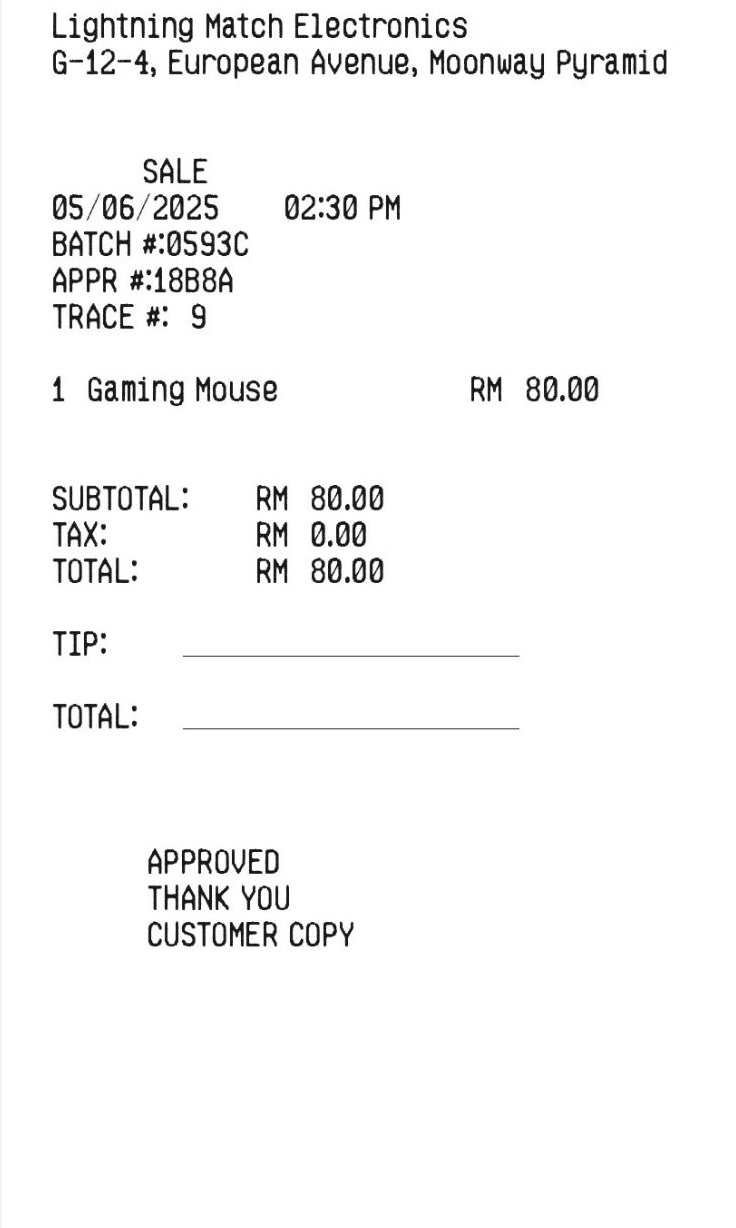 Lightning Match Electronics
G-12-4, European Avenue, Moonway Pyramid
SALE
05/06/2025 02:30 PM
BATCH #:0593C
APPR #:18B8A
TRACE #: 9
1 Gaming Mouse RM 80.00
SUBTOTAL: RM 80.00
TAX: RM 0.00
TOTAL: RM 80.00
TIP:
TOTAL:
APPROVED
THANK YOU
CUSTOMER COPY